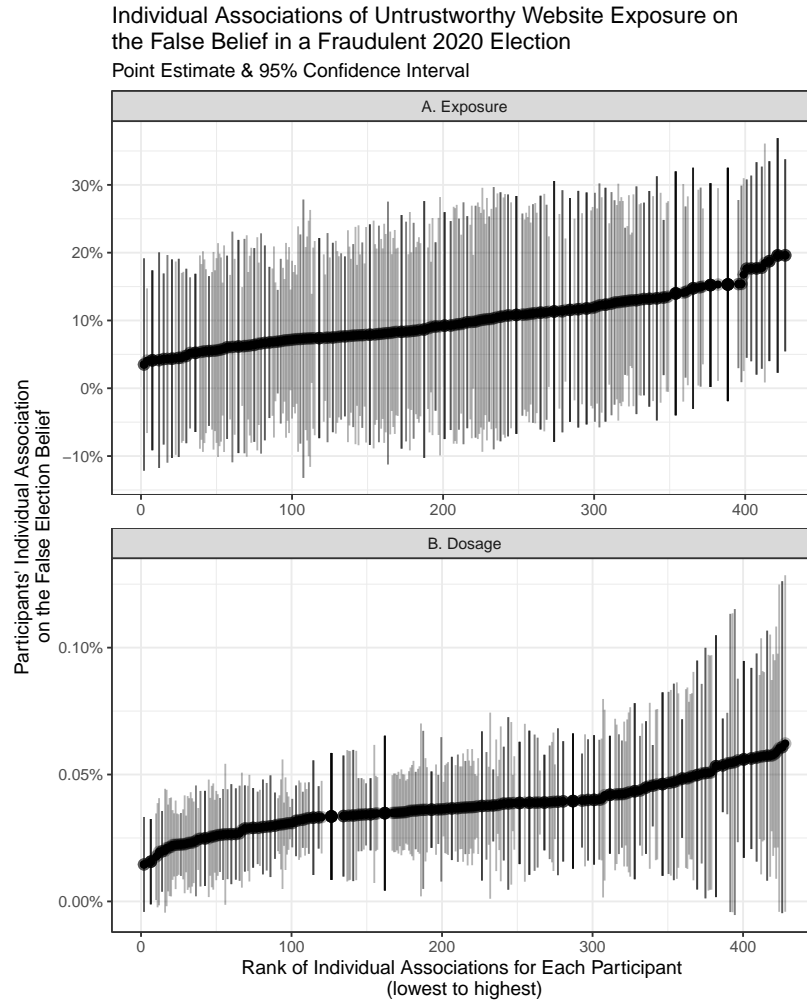 Individual Associations of Untrustworthy Website Exposure on
the False Belief in a Fraudulent 2020 Election
Point Estimate & 95% Confidence Interval
A. Exposure
30%
20%
10%
0%
−10%
0 100 200 300 400
B. Dosage
0.10%
0.05%
0.00%
0 100 200 300 400
Participants' Individual Association
on the False Election Belief
Rank of Individual Associations for Each Participant
(lowest to highest)